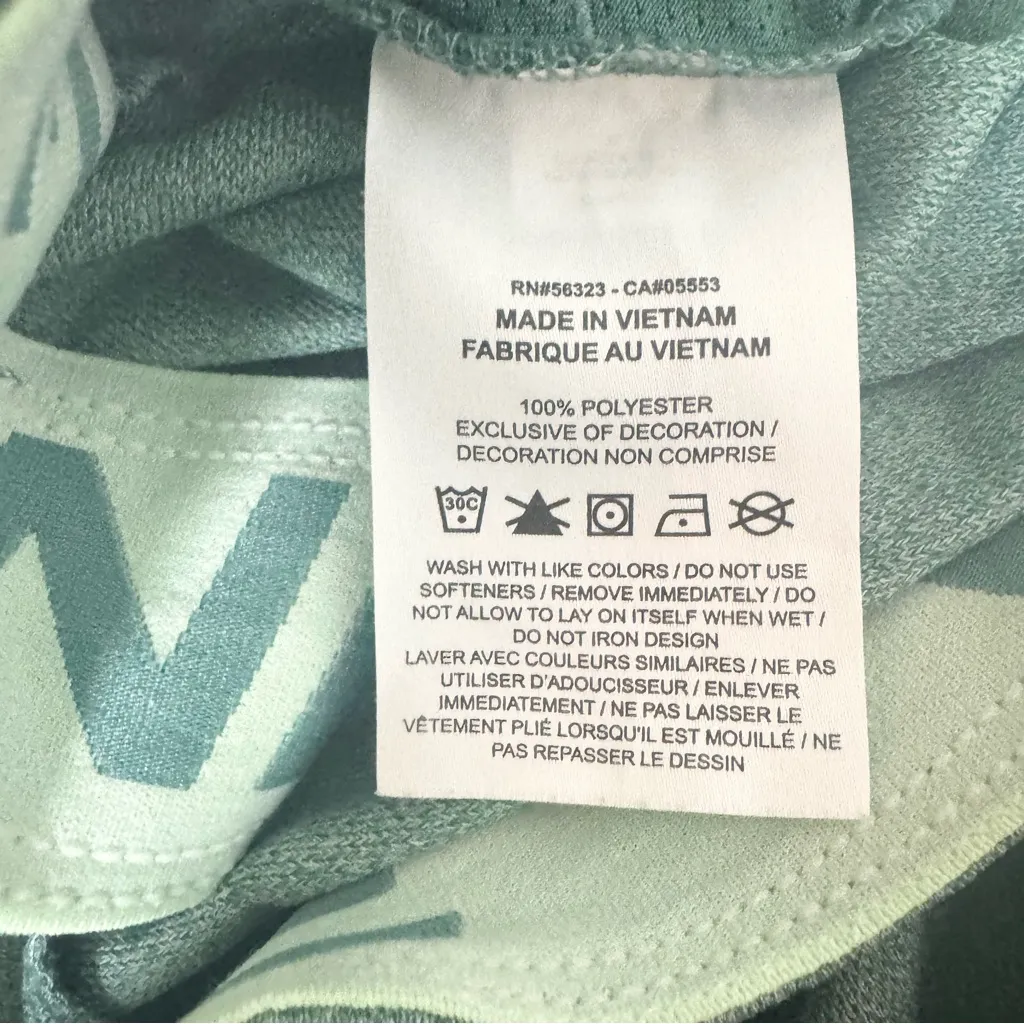 RN#56323 - CA#05553
MADE IN VIETNAM
FABRIQUE AU VIETNAM
100% POLYESTER
EXCLUSIVE OF DECORATION /
DECORATION NON COMPRISE
30C
WASH WITH LIKE COLORS / DO NOT USE
SOFTENERS / REMOVE IMMEDIATELY / DO
NOT ALLOW TO LAY ON ITSELF WHEN WET /
DO NOT IRON DESIGN
LAVER AVEC COULEURS SIMILAIRES / NE PAS
UTILISER D'ADOUCISSEUR / ENLEVER
IMMEDIATEMENT / NE PAS LAISSER LE
VÊTEMENT PLIÉ LORSQU'IL EST MOUILLÉ / NE
PAS REPASSER LE DESSIN